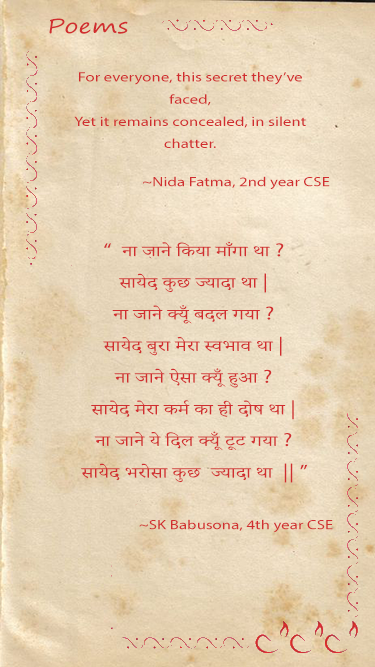 Poems
For everyone, this secret they've
faced,
Yet it remains concealed, in silent
chatter.
~Nida Fatma, 2nd year CSE
“ ना जाने किया माँगा था ?
सायेद कुछ ज्यादा था |
ना जाने क्यूँ बदल गया ?
सायेद बुरा मेरा स्वभाव था |
ना जाने ऐसा क्यूँ हुआ ?
सायेद मेरा कर्म का ही दोष था |
ना जाने ये दिल क्यूँ टूट गया ?
सायेद भरोसा कुछ ज्यादा था || ”
~SK Babusona, 4th year CSE